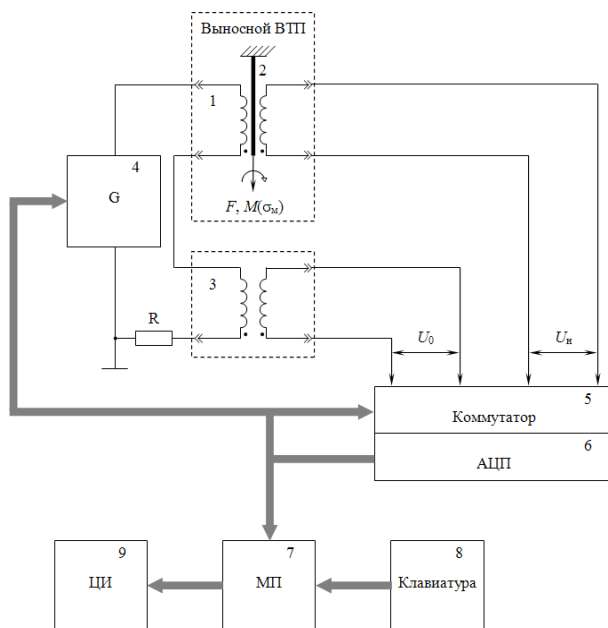 Выносной ВТП
2
1
4
G
F, M(σм)
3
R
U0
Uн
5
Коммутатор
6
АЦП
9
ЦИ
7
МП
8
Клавиатура